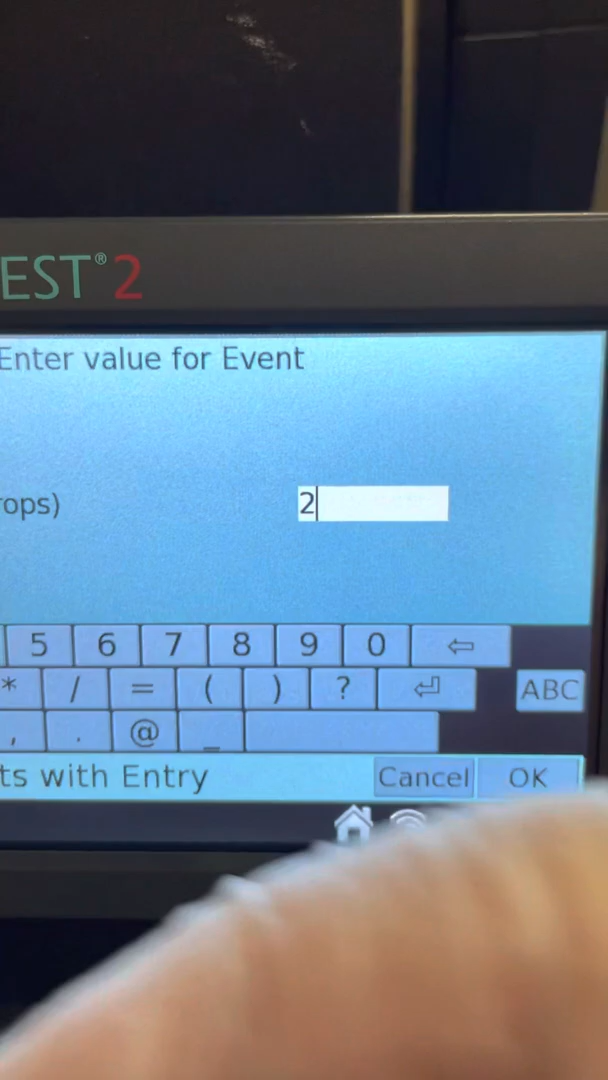 EST® 2
Enter value for Event
rops)
2
5 6 7 8 9 0 ⇦
* / = ( ) ? ⏎ ABC
, . @ _
ts with Entry Cancel OK